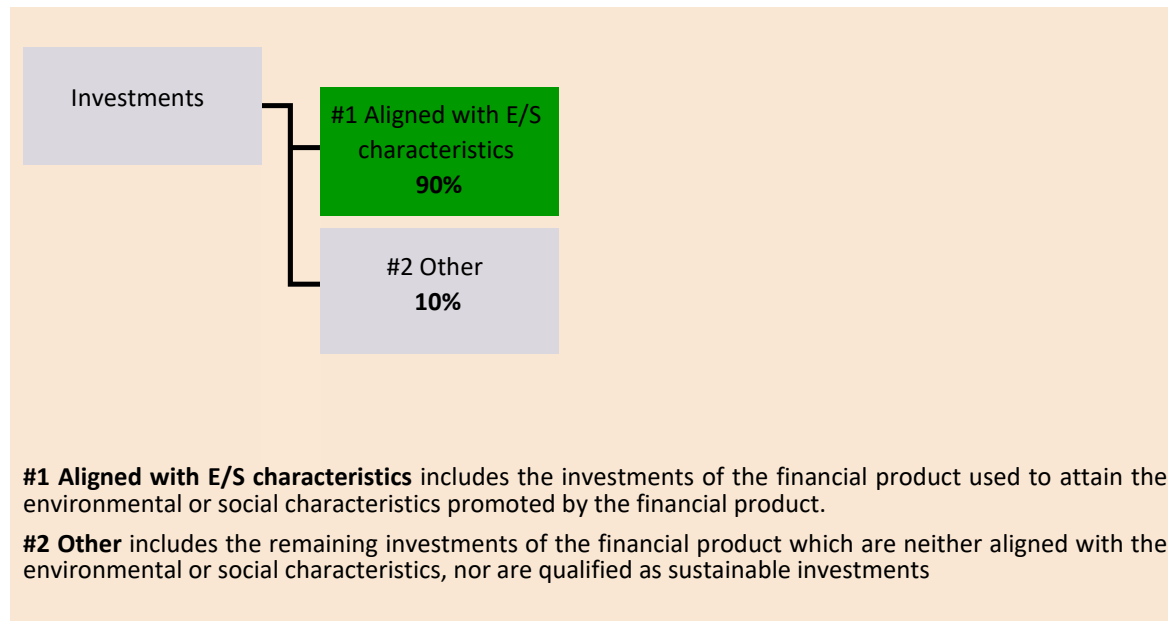 Investments
#1 Aligned with E/S
characteristics
90%
#2 Other
10%
#1 Aligned with E/S characteristics includes the investments of the financial product used to attain the
environmental or social characteristics promoted by the financial product.
#2 Other includes the remaining investments of the financial product which are neither aligned with the
environmental or social characteristics, nor are qualified as sustainable investments